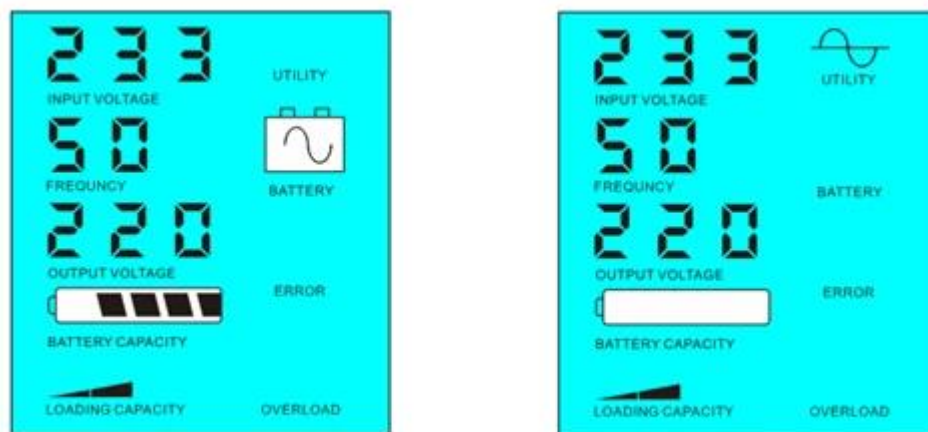 233
UTILITY
INPUT VOLTAGE
50
FREQUNCY
BATTERY
220
OUTPUT VOLTAGE
ERROR
BATTERY CAPACITY
LOADING CAPACITY
OVERLOAD
233
UTILITY
INPUT VOLTAGE
50
FREQUNCY
BATTERY
220
OUTPUT VOLTAGE
ERROR
BATTERY CAPACITY
LOADING CAPACITY
OVERLOAD